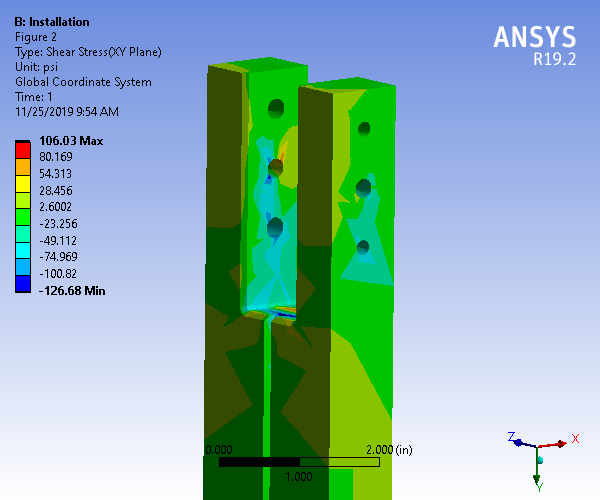 B: Installation
Figure 2
Type: Shear Stress(XY Plane)
Unit: psi
Global Coordinate System
Time: 1
11/25/2019 9:54 AM
ANSYS
R19.2
106.03 Max
80.169
54.313
28.456
2.6002
-23.256
-49.112
-74.969
-100.82
-126.68 Min
0.000
2.000 (in)
1.000
Z
X
Y